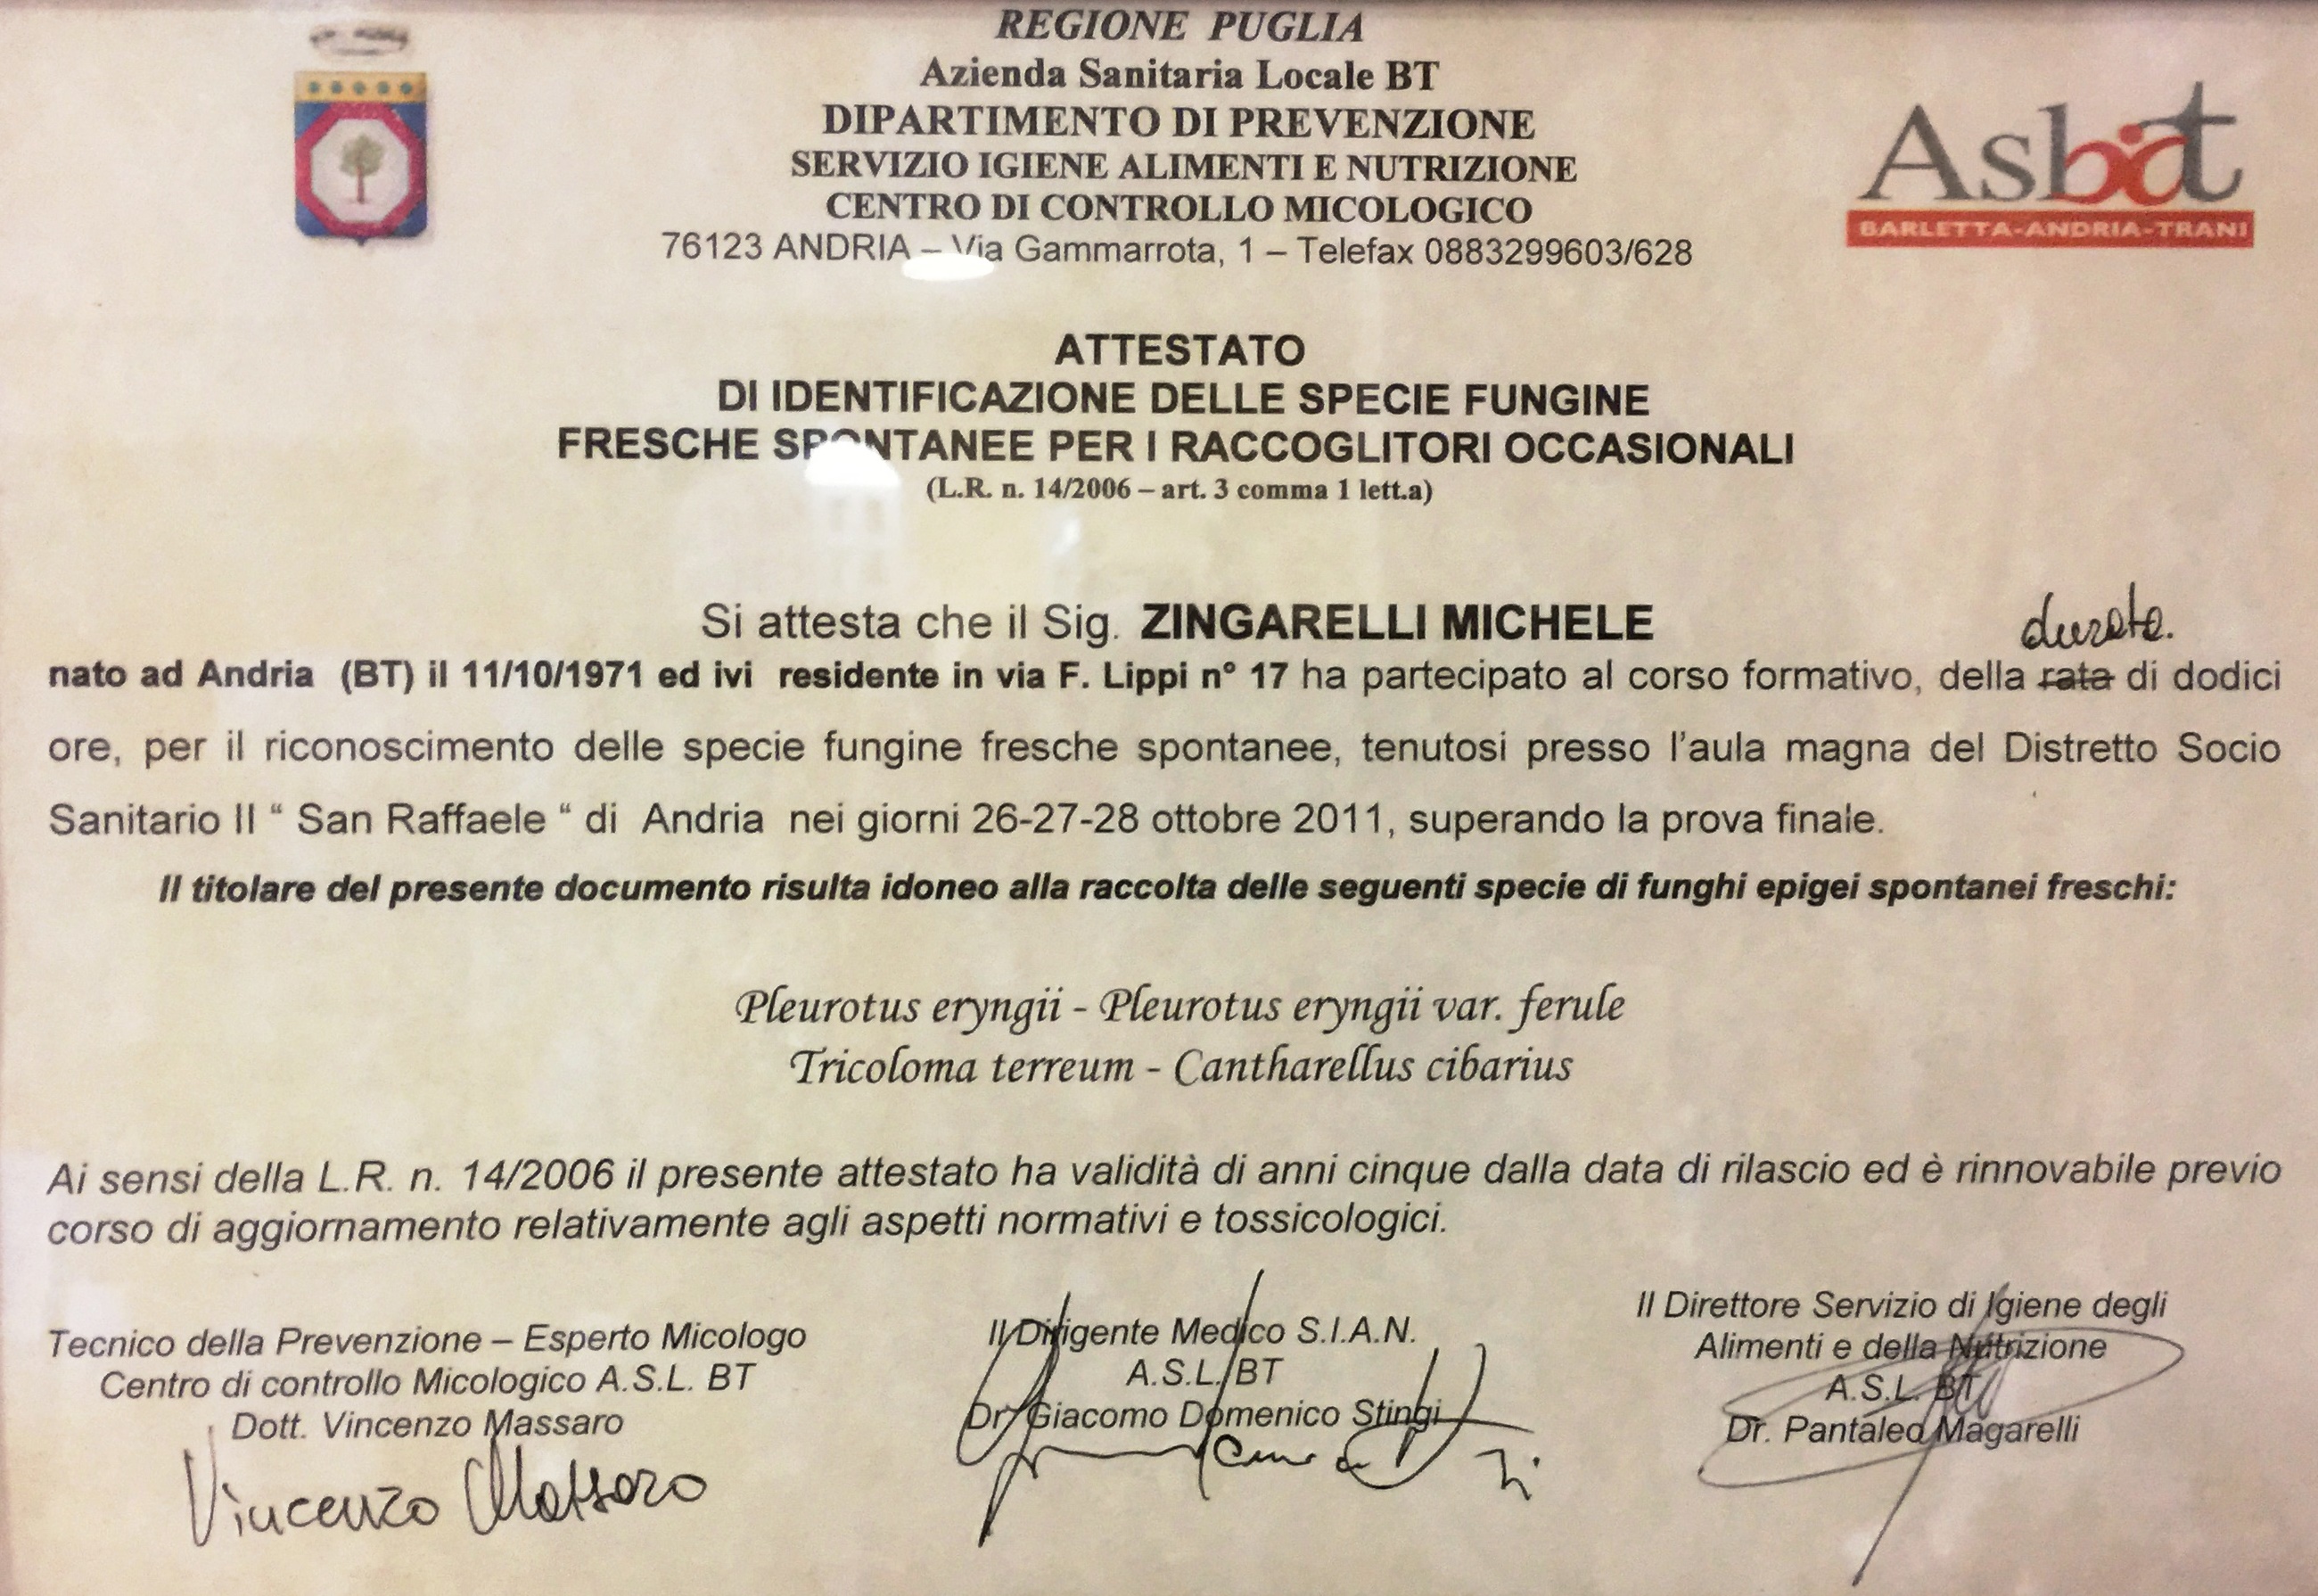 REGIONE PUGLIA
Azienda Sanitaria Locale BT
DIPARTIMENTO DI PREVENZIONE
SERVIZIO IGIENE ALIMENTI E NUTRIZIONE
CENTRO DI CONTROLLO MICOLOGICO
76123 ANDRIA – Via Gammarrota, 1 – Telefax 0883299603/628
Asbat
BARLETTA-ANDRIA-TRANI
ATTESTATO
DI IDENTIFICAZIONE DELLE SPECIE FUNGINE
FRESCHE SPONTANEE PER I RACCOGLITORI OCCASIONALI
(L.R. n. 14/2006 – art. 3 comma 1 lett.a)
Si attesta che il Sig. ZINGARELLI MICHELE
durata.
nato ad Andria (BT) il 11/10/1971 ed ivi residente in via F. Lippi n° 17 ha partecipato al corso formativo, della rata di dodici
ore, per il riconoscimento delle specie fungine fresche spontanee, tenutosi presso l'aula magna del Distretto Socio
Sanitario II “ San Raffaele “ di Andria nei giorni 26-27-28 ottobre 2011, superando la prova finale.
Il titolare del presente documento risulta idoneo alla raccolta delle seguenti specie di funghi epigei spontanei freschi:
Pleurotus eryngii - Pleurotus eryngii var. ferule
Tricoloma terreum - Cantharellus cibarius
Ai sensi della L.R. n. 14/2006 il presente attestato ha validità di anni cinque dalla data di rilascio ed è rinnovabile previo
corso di aggiornamento relativamente agli aspetti normativi e tossicologici.
Tecnico della Prevenzione – Esperto Micologo
Centro di controllo Micologico A.S.L. BT
Dott. Vincenzo Massaro
Vincenzo Massaro
Il Dirigente Medico S.I.A.N.
A.S.L. BT
Dr. Giacomo Domenico Stingi
Il Direttore Servizio di Igiene degli
Alimenti e della Nutrizione
A.S.L. BT
Dr. Pantaleo Magarelli